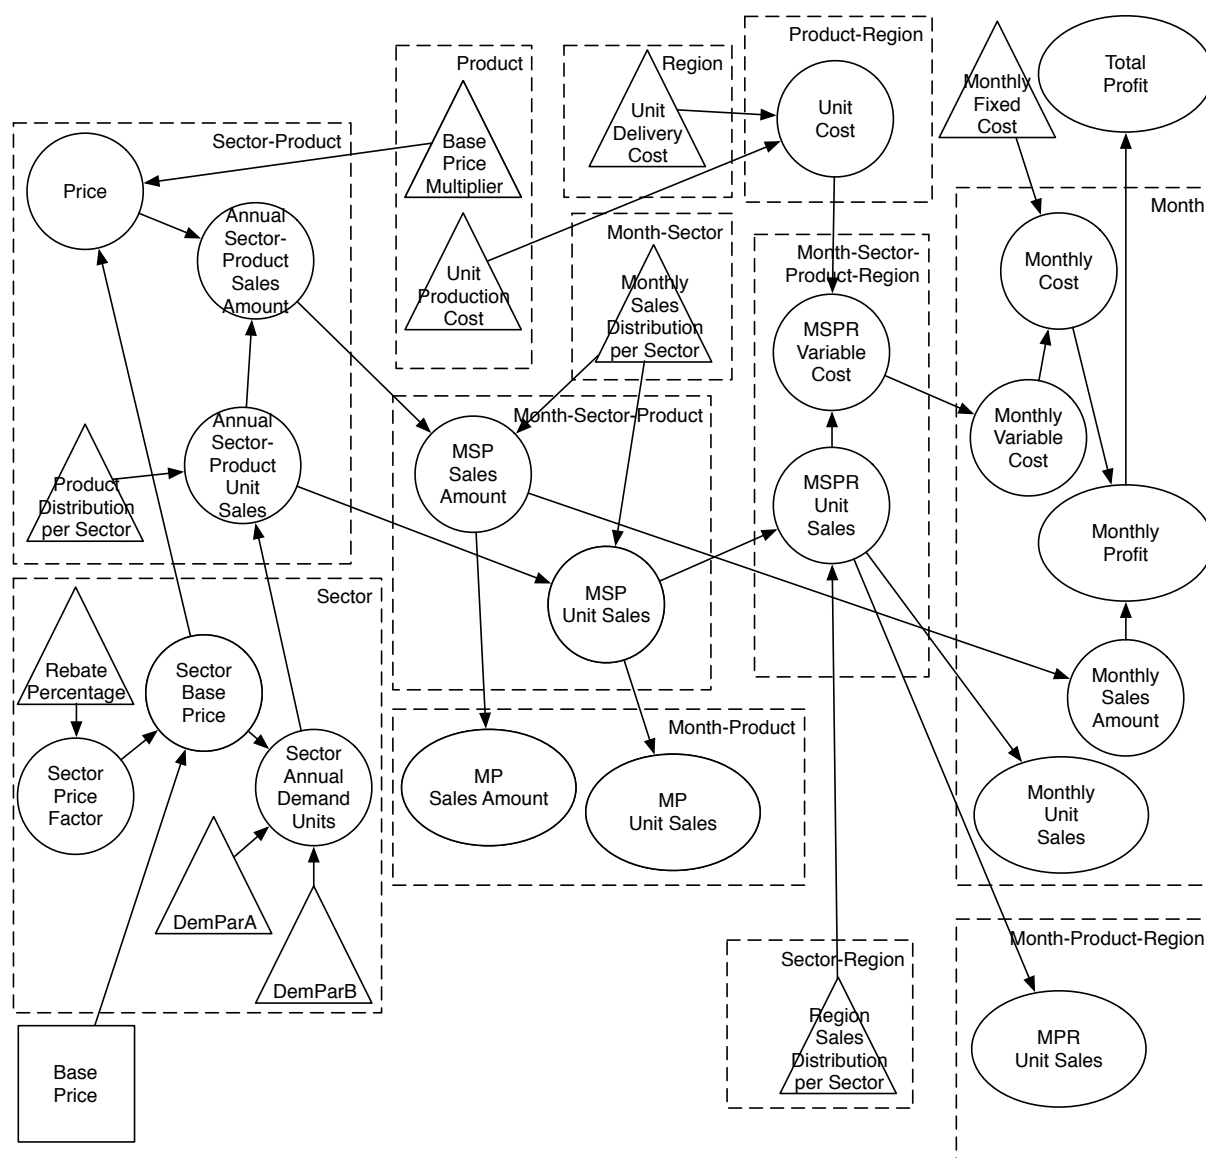 Product-Region
Total
Profit
Product
Region
Monthly
Fixed
Cost
Unit
Cost
Unit
Delivery
Cost
Sector-Product
Base
Price
Multiplier
Price
Month
Annual
Sector-
Product
Sales
Amount
Month-Sector
Month-Sector-
Product-Region
Monthly
Cost
Unit
Production
Cost
Monthly
Sales
Distribution
per Sector
MSPR
Variable
Cost
Month-Sector-Product
Monthly
Variable
Cost
Annual
Sector-
Product
Unit
Sales
MSP
Sales
Amount
Product
Distribution
per Sector
MSPR
Unit
Sales
Monthly
Profit
Sector
MSP
Unit Sales
Rebate
Percentage
Sector
Base
Price
Monthly
Sales
Amount
Month-Product
Sector
Price
Factor
Sector
Annual
Demand
Units
MP
Sales Amount
MP
Unit Sales
Monthly
Unit
Sales
DemParA
DemParB
Sector-Region
Month-Product-Region
Region
Sales
Distribution
per Sector
MPR
Unit Sales
Base
Price